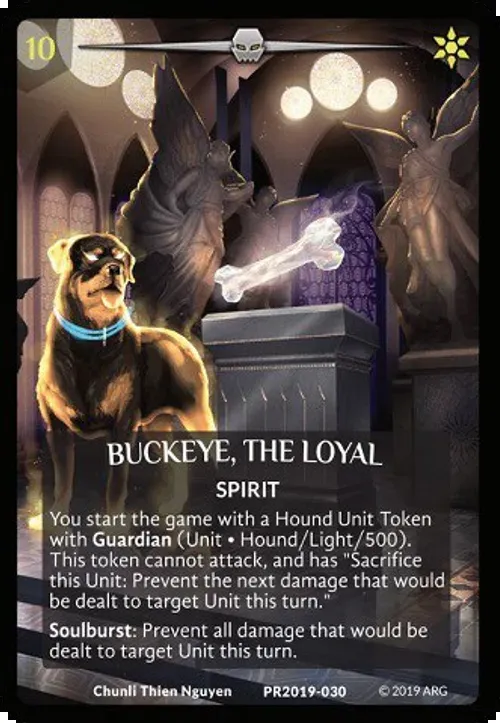 10
BUCKEYE, THE LOYAL
SPIRIT
You start the game with a Hound Unit Token
with Guardian (Unit • Hound/Light/500).
This token cannot attack, and has "Sacrifice
this Unit: Prevent the next damage that would
be dealt to target Unit this turn."
Soulburst: Prevent all damage that would be
dealt to target Unit this turn.
Chunli Thien Nguyen PR2019-030 © 2019 ARG